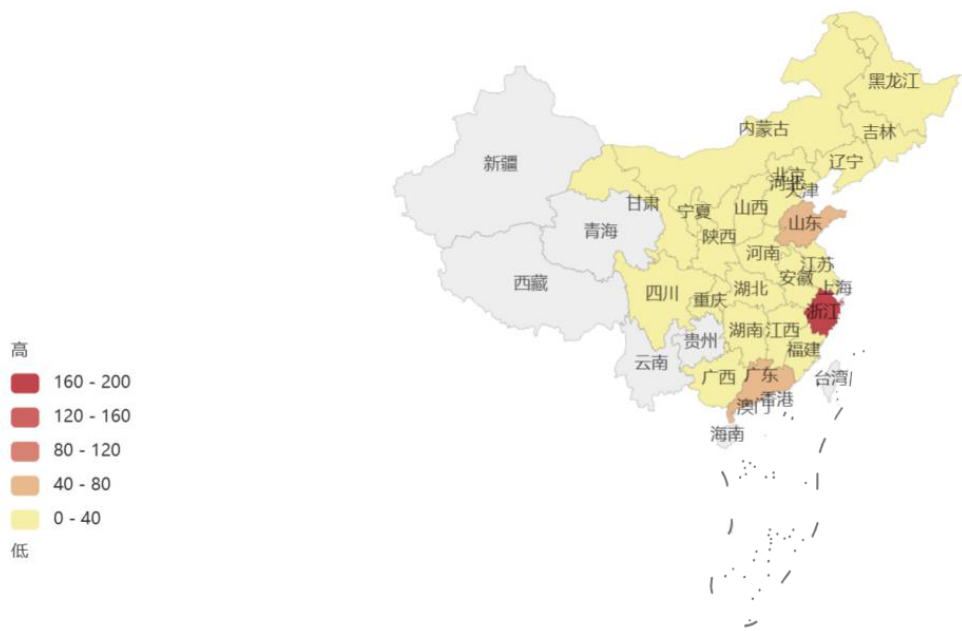 黑龙江
内蒙古
吉林
新疆
辽宁
北京
河北
天津
甘肃
宁夏
山西
山东
青海
陕西
河南
江苏
安徽
西藏
四川
重庆
湖北
上海
浙江
湖南
江西
贵州
福建
云南
广西
广东
台湾
香港
澳门
海南
高
160 - 200
120 - 160
80 - 120
40 - 80
0 - 40
低